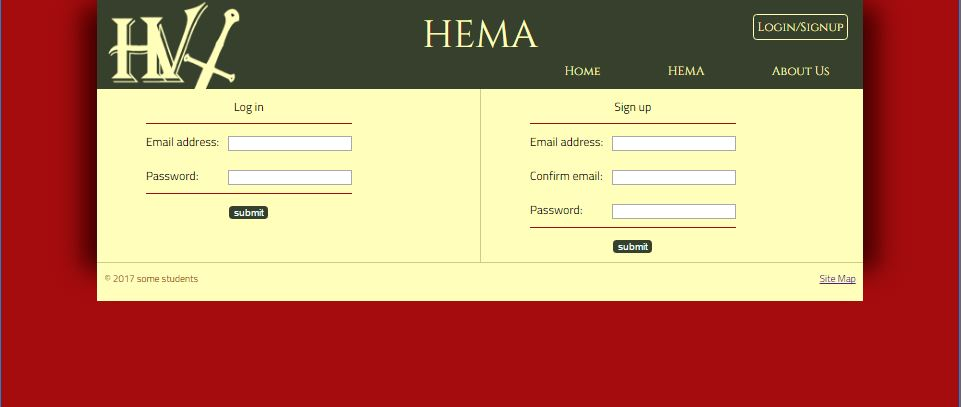 HV
HEMA
Login/Signup
Home HEMA About Us
Log in
Email address:
Password:
submit
Sign up
Email address:
Confirm email:
Password:
submit
© 2017 some students
Site Map